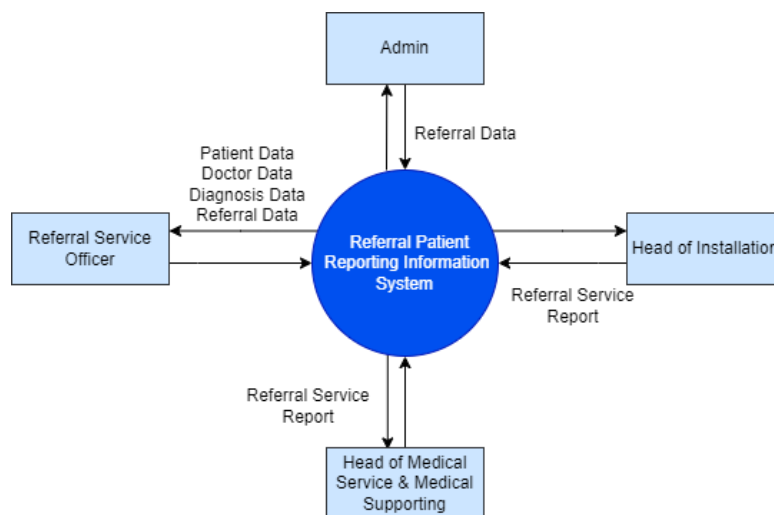 Admin
Referral Data
Patient Data
Doctor Data
Diagnosis Data
Referral Data
Referral Service
Officer
Referral Patient
Reporting Information
System
Head of Installation
Referral Service
Report
Referral Service
Report
Head of Medical
Service & Medical
Supporting